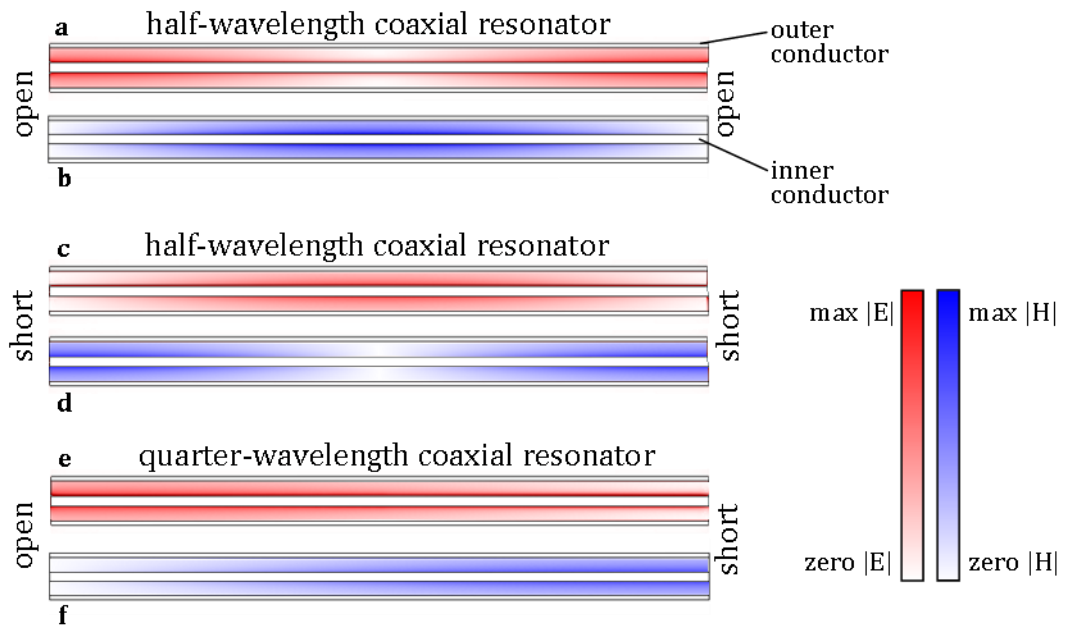 a
half-wavelength coaxial resonator
outer
conductor
open
open
b
inner
conductor
c
half-wavelength coaxial resonator
short
short
d
max |E|
max |H|
e
quarter-wavelength coaxial resonator
open
short
zero |E|
zero |H|
f